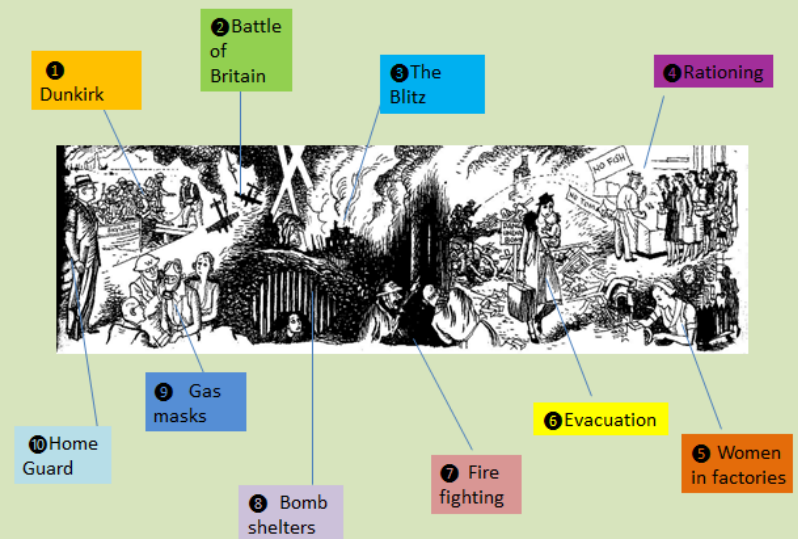 ❶
Dunkirk
❷Battle
of
Britain
❸The
Blitz
❹Rationing
NO FISH
❾ Gas
masks
❿Home
Guard
❽ Bomb
shelters
❼ Fire
fighting
❻Evacuation
❺ Women
in factories